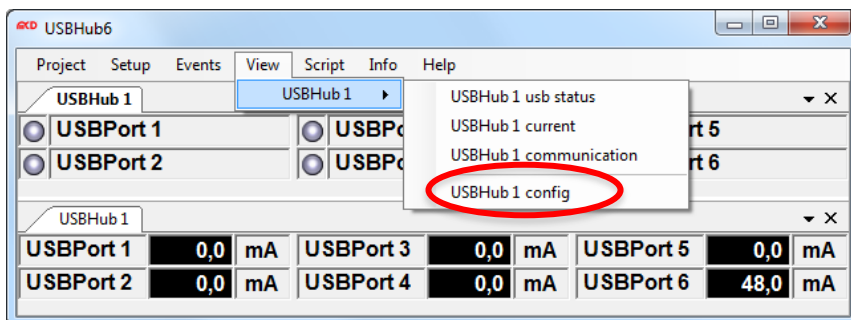 USBHub6
Project Setup Events View Script Info Help
USBHub 1
USBHub 1
USBHub 1 usb status
USBHub 1 current
USBHub 1 communication
USBHub 1 config
USBPort 1 USBPo rt 5
USBPort 2 USBPo rt 6
USBHub 1
USBPort 1 0,0 mA USBPort 3 0,0 mA USBPort 5 0,0 mA
USBPort 2 0,0 mA USBPort 4 0,0 mA USBPort 6 48,0 mA